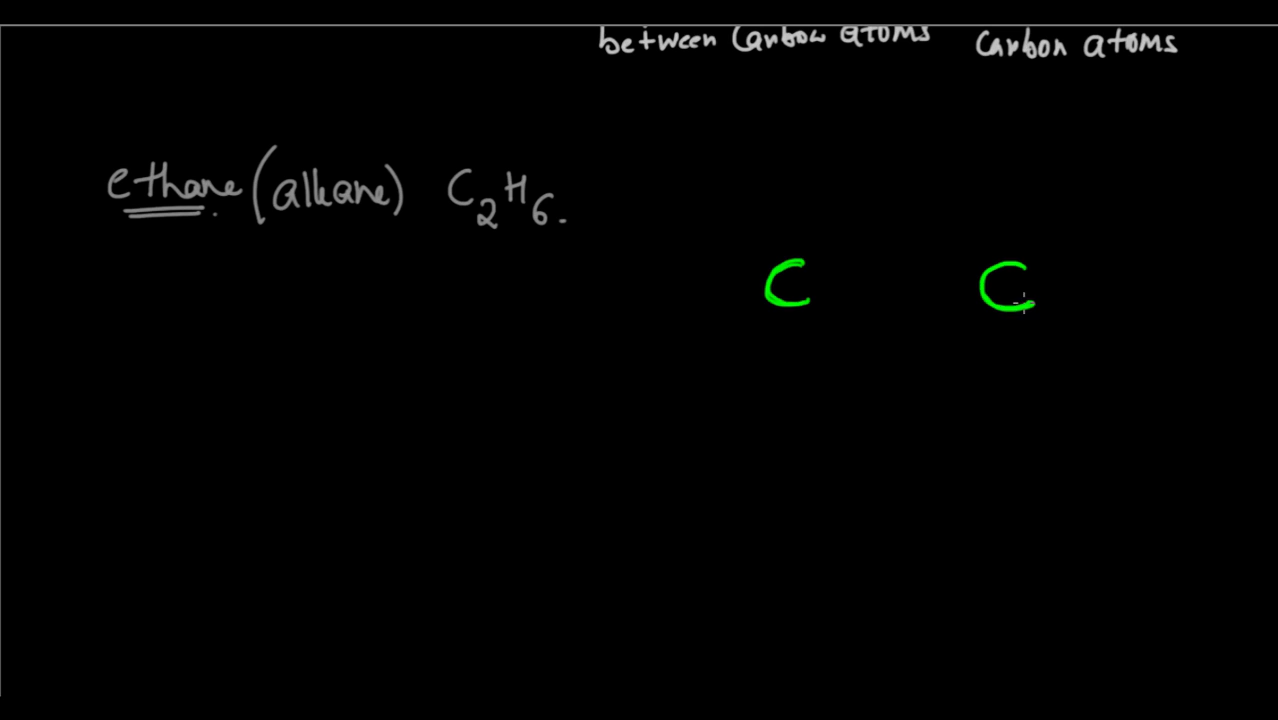 between Carbon atoms Carbon atoms
ethane (alkane) C₂H₆.
C C